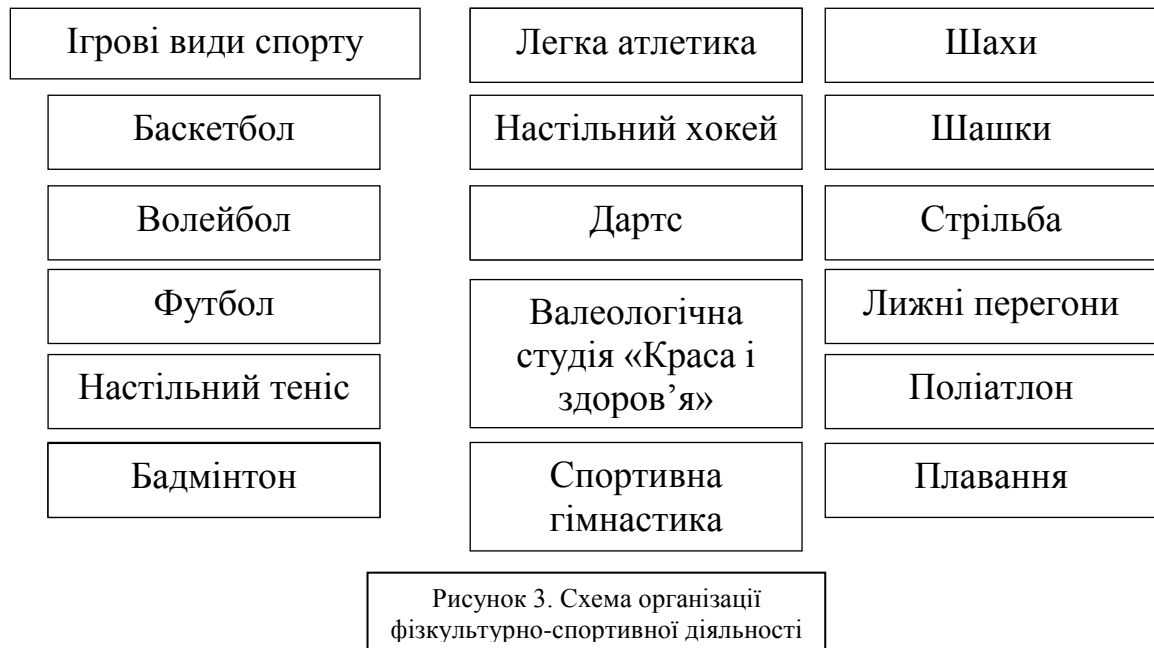 Ігрові види спорту
Баскетбол
Волейбол
Футбол
Настільний теніс
Бадмінтон
Легка атлетика
Настільний хокей
Дартс
Валеологічна
студія «Краса і
здоров’я»
Спортивна
гімнастика
Шахи
Шашки
Стрільба
Лижні перегони
Поліатлон
Плавання
Рисунок 3. Схема організації
фізкультурно-спортивної діяльності